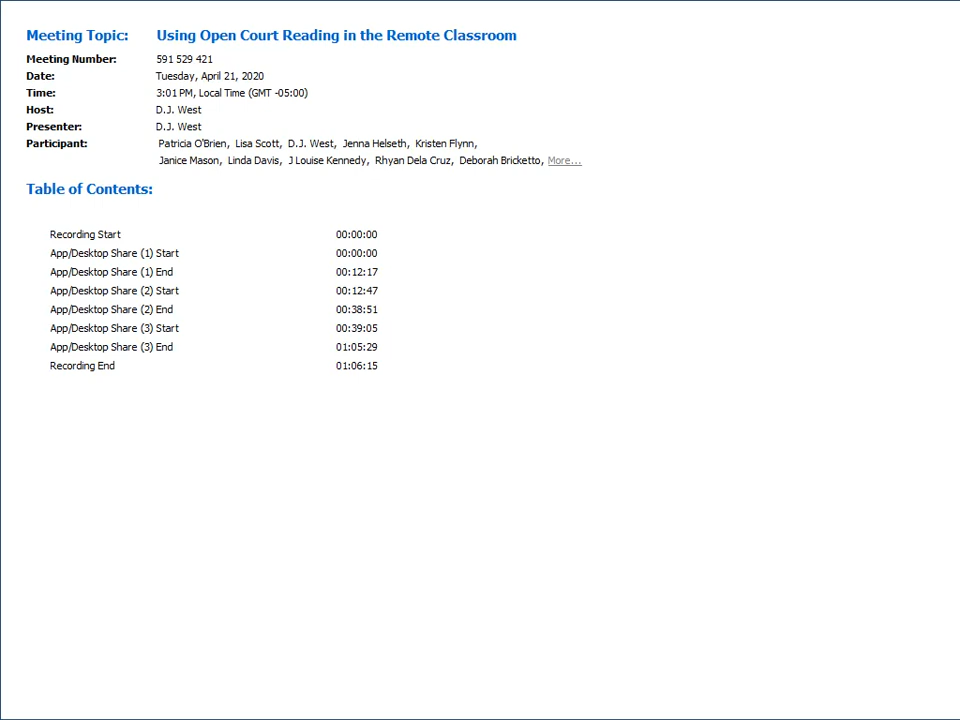 Meeting Topic: Using Open Court Reading in the Remote Classroom
Meeting Number: 591 529 421
Date: Tuesday, April 21, 2020
Time: 3:01 PM, Local Time (GMT -05:00)
Host: D.J. West
Presenter: D.J. West
Participant: Patricia O'Brien, Lisa Scott, D.J. West, Jenna Helseth, Kristen Flynn,
Janice Mason, Linda Davis, J Louise Kennedy, Rhyan Dela Cruz, Deborah Bricketto, More...
Table of Contents:
Recording Start 00:00:00
App/Desktop Share (1) Start 00:00:00
App/Desktop Share (1) End 00:12:17
App/Desktop Share (2) Start 00:12:47
App/Desktop Share (2) End 00:38:51
App/Desktop Share (3) Start 00:39:05
App/Desktop Share (3) End 01:05:29
Recording End 01:06:15